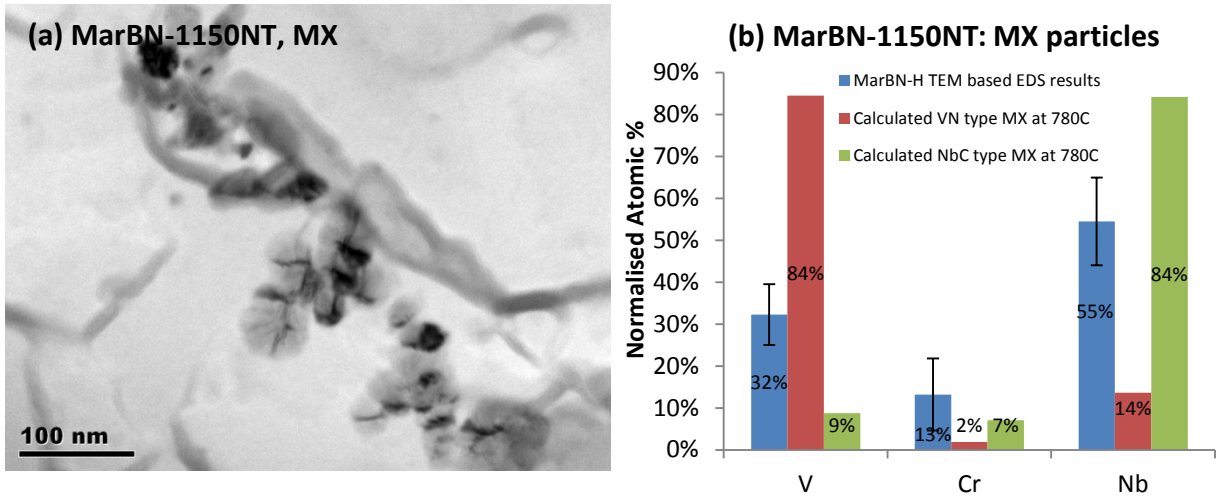 (a) MarBN-1150NT, MX
100 nm
(b) MarBN-1150NT: MX particles
MarBN-H TEM based EDS results
Calculated VN type MX at 780C
Calculated NbC type MX at 780C
Normalised Atomic %
90%
80%
70%
60%
50%
40%
30%
20%
10%
0%
32%
84%
9%
13%
2%
7%
55%
14%
84%
V
Cr
Nb